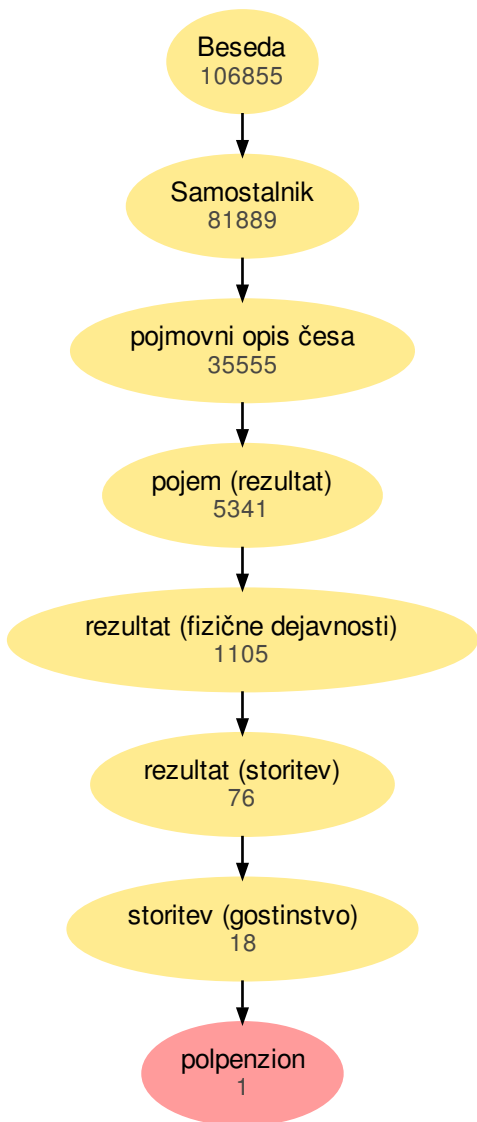 Beseda
106855
Samostalnik
81889
pojmovni opis česa
35555
pojem (rezultat)
5341
rezultat (fizične dejavnosti)
1105
rezultat (storitev)
76
storitev (gostinstvo)
18
polpenzion
1